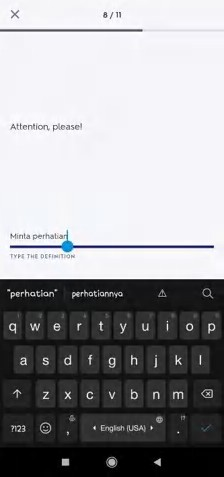 8 / 11
Attention, please!
Minta perhatian
TYPE THE DEFINITION
"perhatian" perhatiannya
q w e r t y u i o p
a s d f g h j k l
z x c v b n m
?123 , English (USA) .